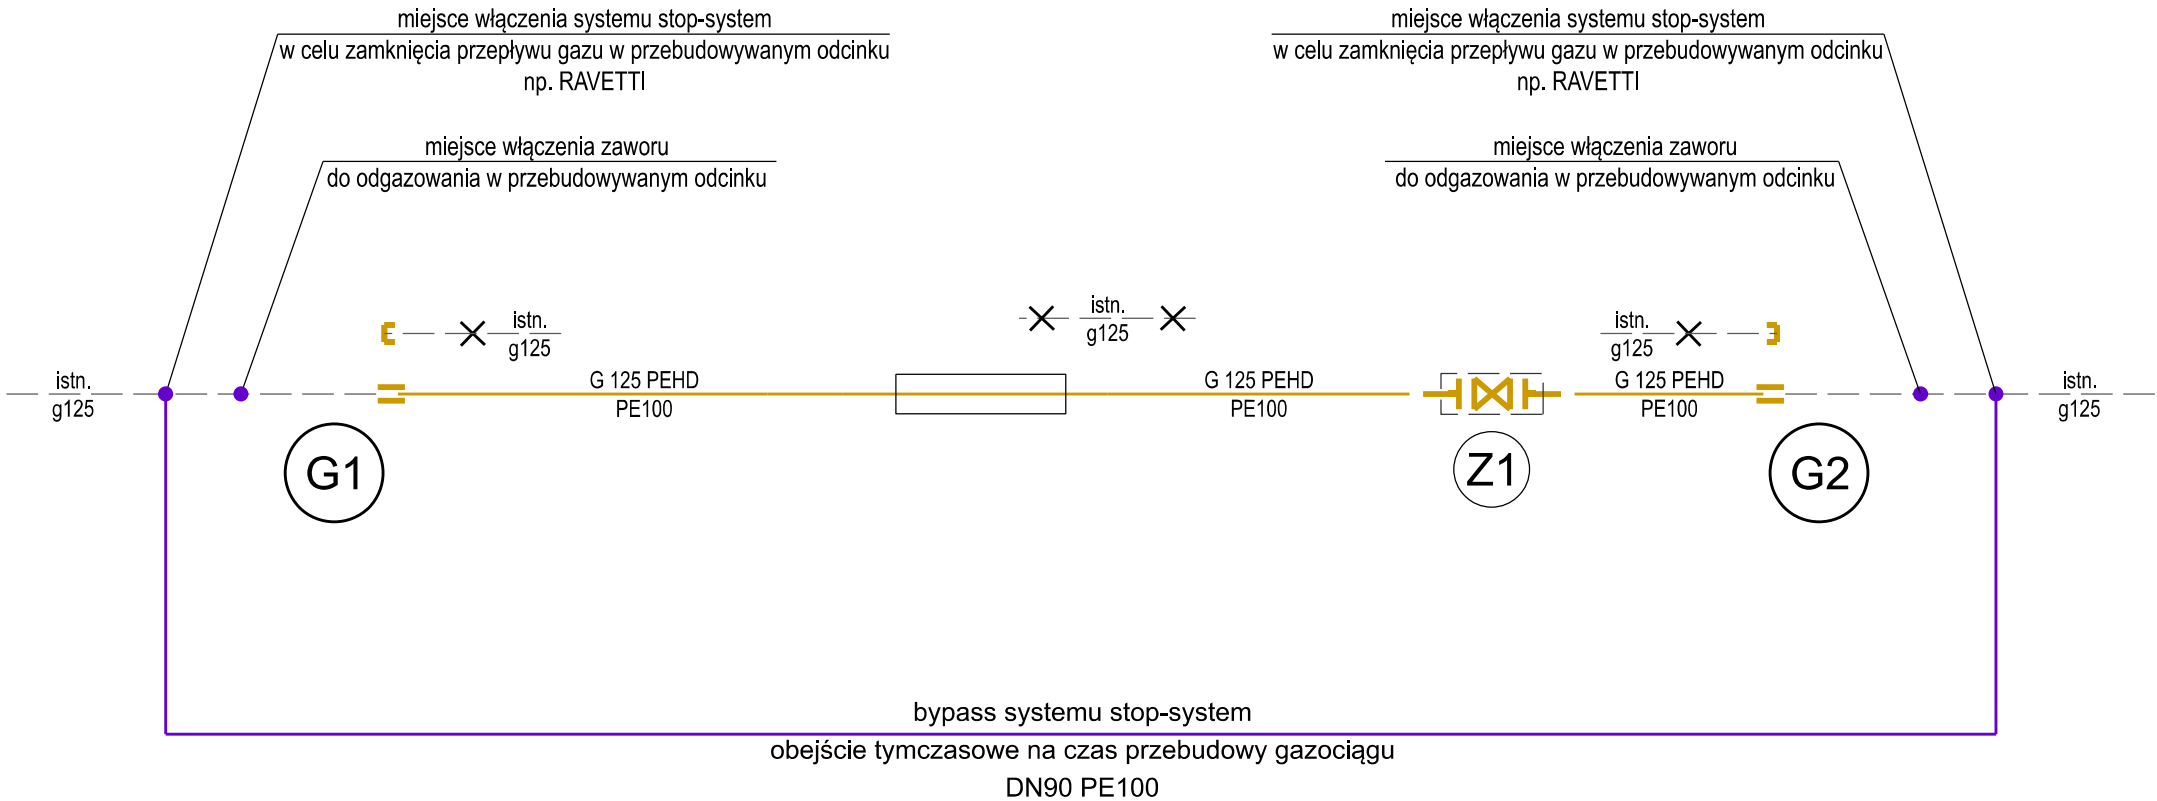 miejsce włączenia systemu stop-system
w celu zamknięcia przepływu gazu w przebudowywanym odcinku
np. RAVETTI
miejsce włączenia systemu stop-system
w celu zamknięcia przepływu gazu w przebudowywanym odcinku
np. RAVETTI
miejsce włączenia zaworu
do odgazowania w przebudowywanym odcinku
miejsce włączenia zaworu
do odgazowania w przebudowywanym odcinku
istn.
g125
istn.
g125
istn.
g125
istn.
g125
G 125 PEHD
PE100
G 125 PEHD
PE100
G 125 PEHD
PE100
istn.
g125
G1
Z1
G2
bypass systemu stop-system
obejście tymczasowe na czas przebudowy gazociągu
DN90 PE100